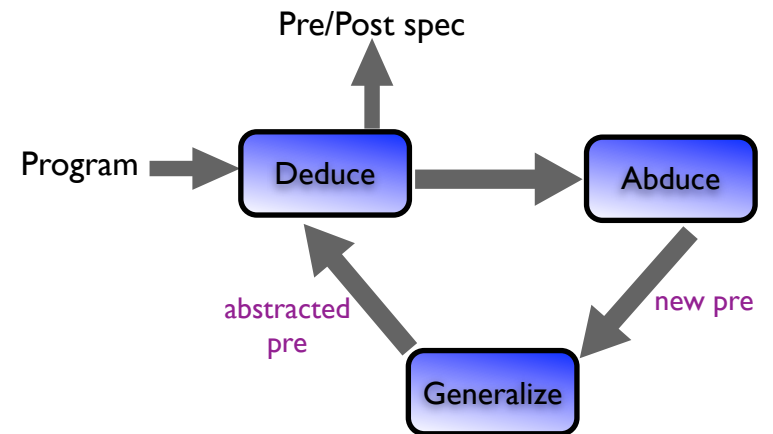 Pre/Post spec
Program
Deduce
Abduce
abstracted
pre
new pre
Generalize